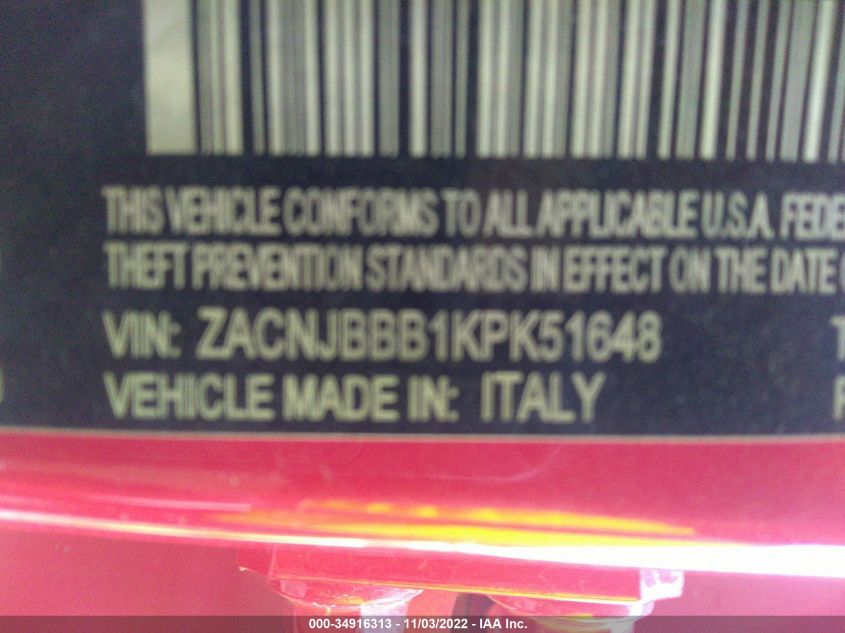 THIS VEHICLE CONFORMS TO ALL APPLICABLE U.S.A. FEDE
THEFT PREVENTION STANDARDS IN EFFECT ON THE DATE
VIN: ZACNJBBB1KPK51648
VEHICLE MADE IN: ITALY
000-34916313 - 11/03/2022 - IAA Inc.